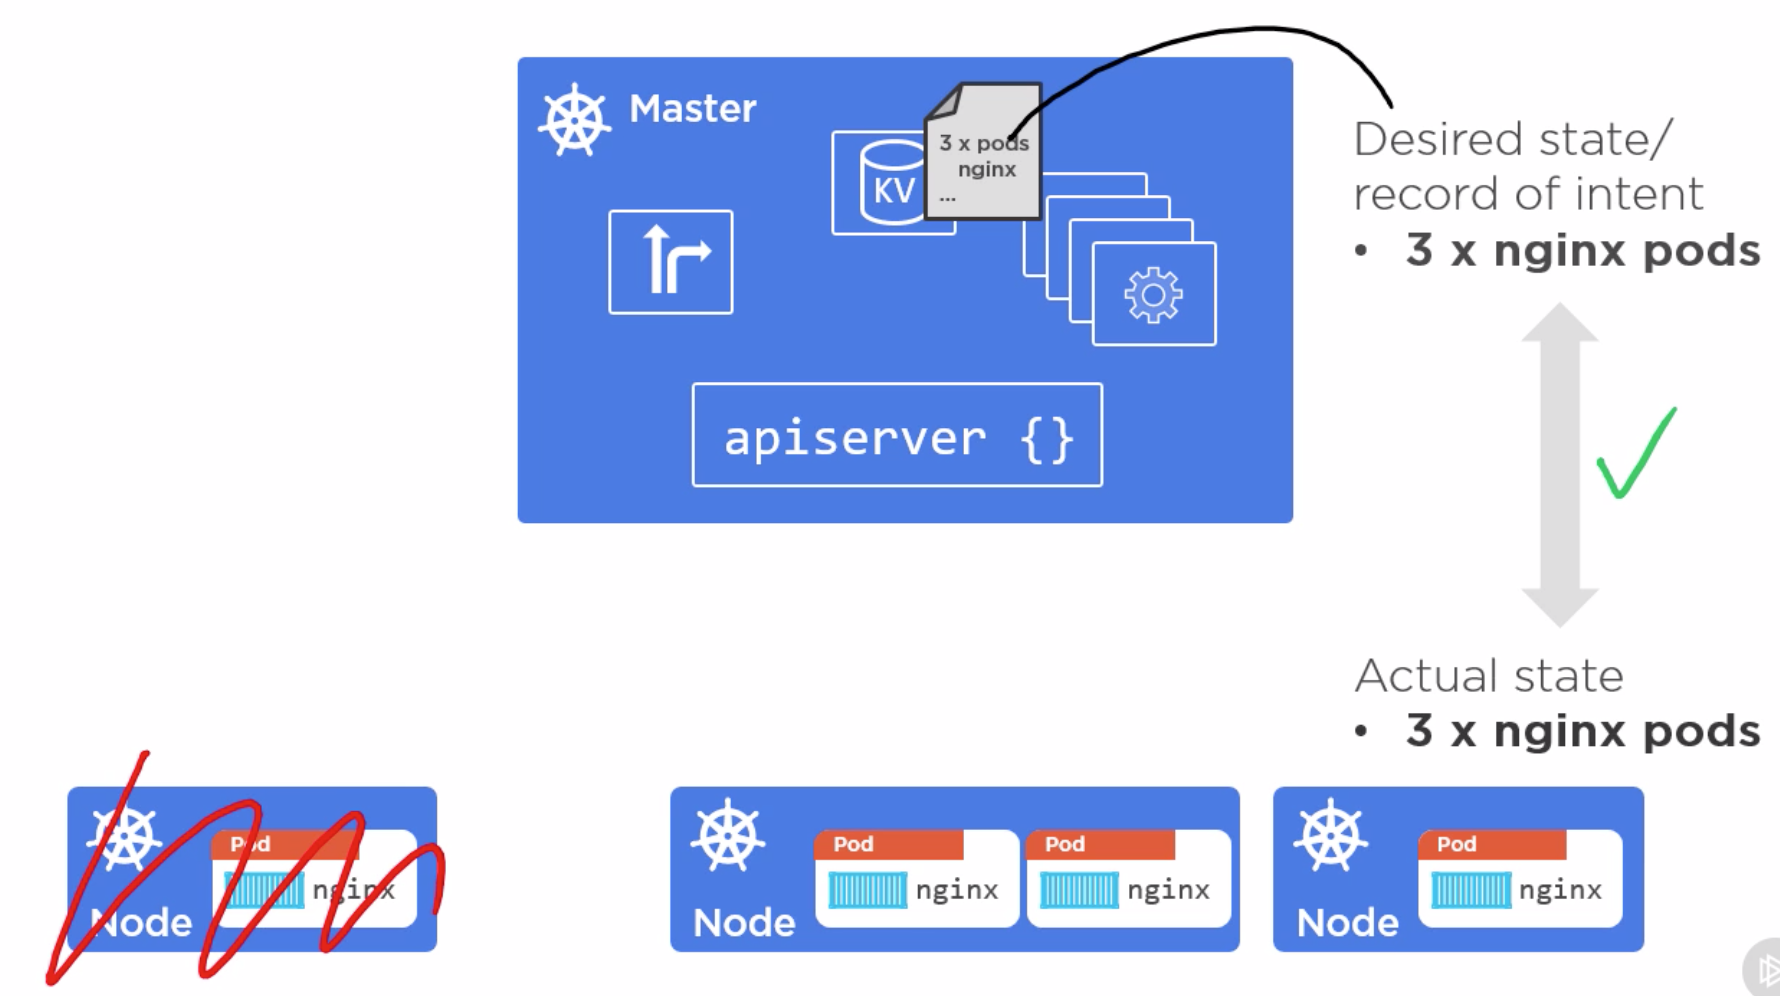 Master
KV
3 x pods
nginx
...
apiserver {}
Desired state/
record of intent
• 3 x nginx pods
Actual state
• 3 x nginx pods
Node
Pod
nginx
Node
Pod
nginx
Pod
nginx
Node
Pod
nginx